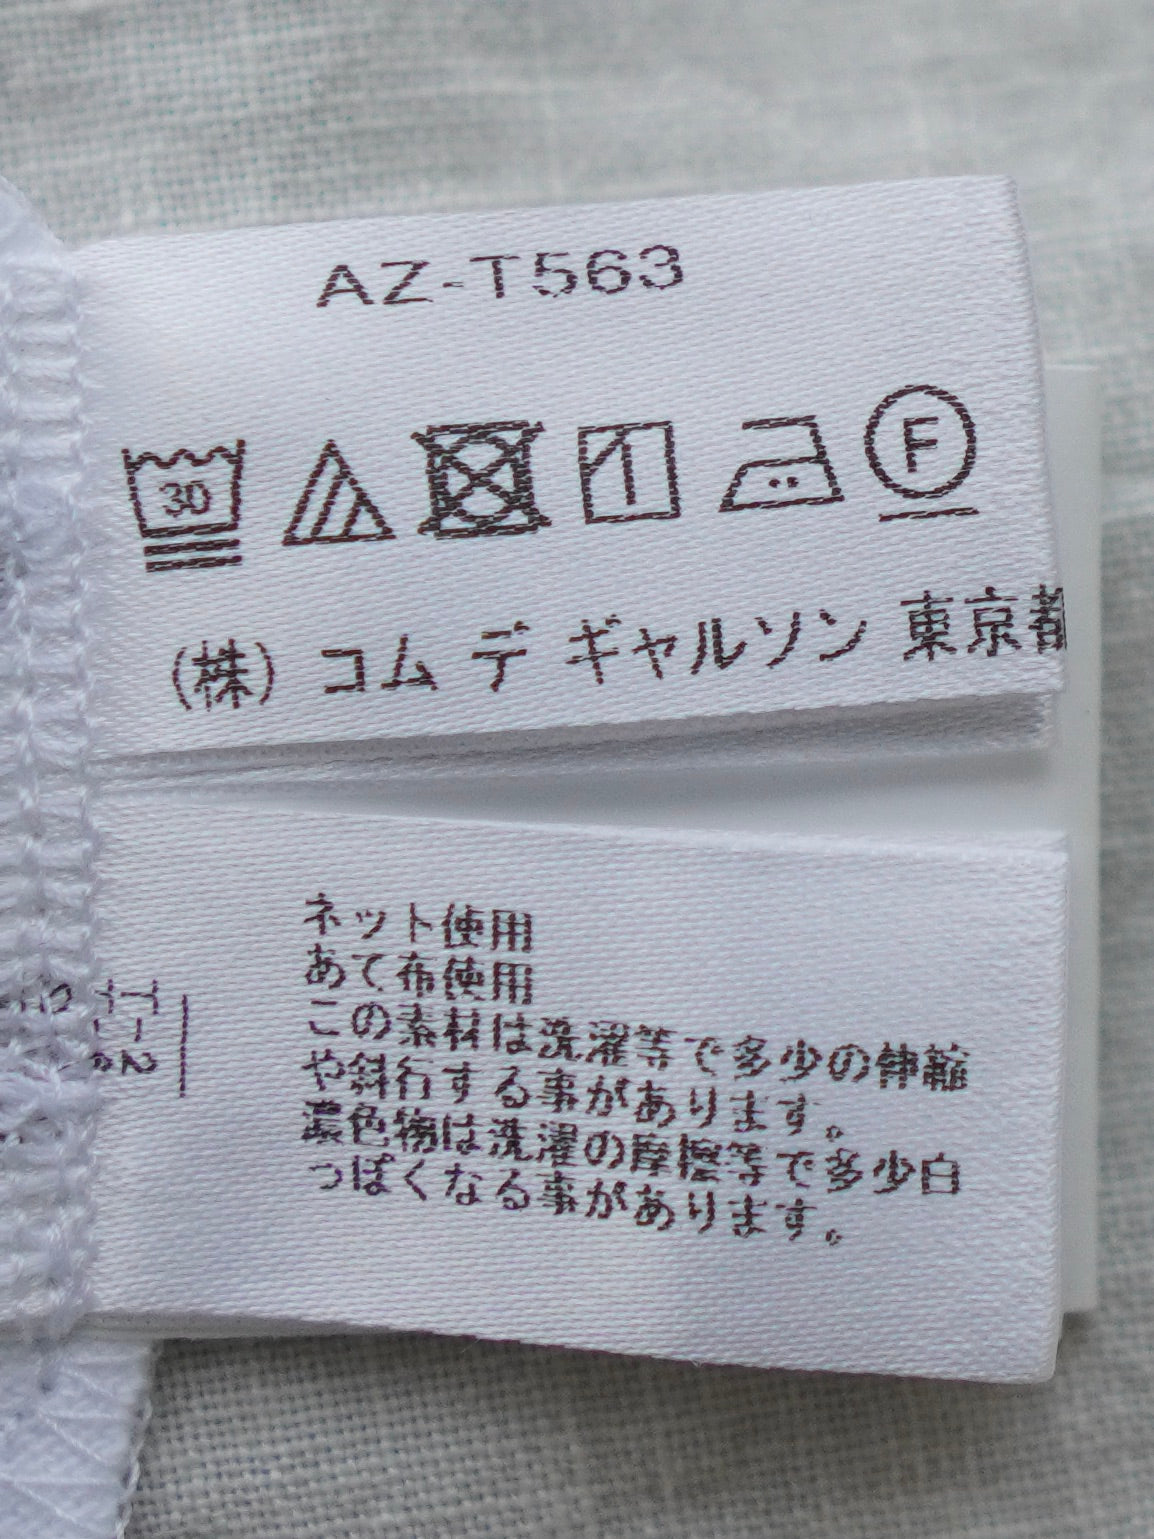 AZ-T563
30
F
(株) コム デ ギャルソン 東京都
ネット使用
あて布使用
この素材は洗濯等で多少の伸縮
や斜行する事があります。
濃色物は洗濯の摩擦等で多少白
っぽくなる事があります。
T-2